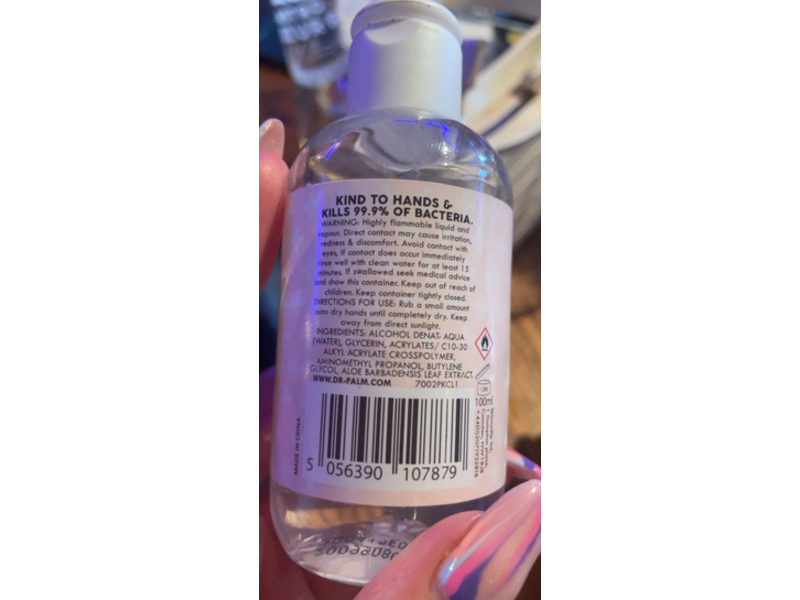 KIND TO HANDS &
KILLS 99.9% OF BACTERIA.
WARNING: Highly flammable liquid and
vapour. Direct contact may cause irritation,
redness & discomfort. Avoid contact with
eyes, if contact does occur immediately
rinse well with clean water for at least 15
minutes. If swallowed seek medical advice
and show this container. Keep out of reach of
children. Keep container tightly closed.
DIRECTIONS FOR USE: Rub a small amount
onto dry hands until completely dry. Keep
away from direct sunlight.
INGREDIENTS: ALCOHOL DENAT. AQUA
(WATER), GLYCERIN, ACRYLATES/ C10-30
ALKYL ACRYLATE CROSSPOLYMER,
AMINOMETHYL PROPANOL, BUTYLENE
GLYCOL, ALOE BARBADENSIS LEAF EXTRACT.
WWW.DR-PALM.COM 7002PKCL1
100ml
MADE IN CHINA
5 056390 107879